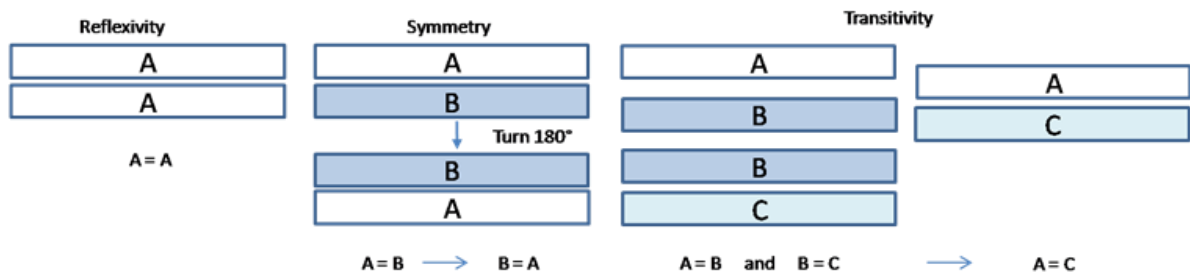 Reflexivity
A
A
A = A
Symmetry
A
B
Turn 180°
B
A
A = B → B = A
Transitivity
A
B
B
C
A
C
A = B and B = C → A = C